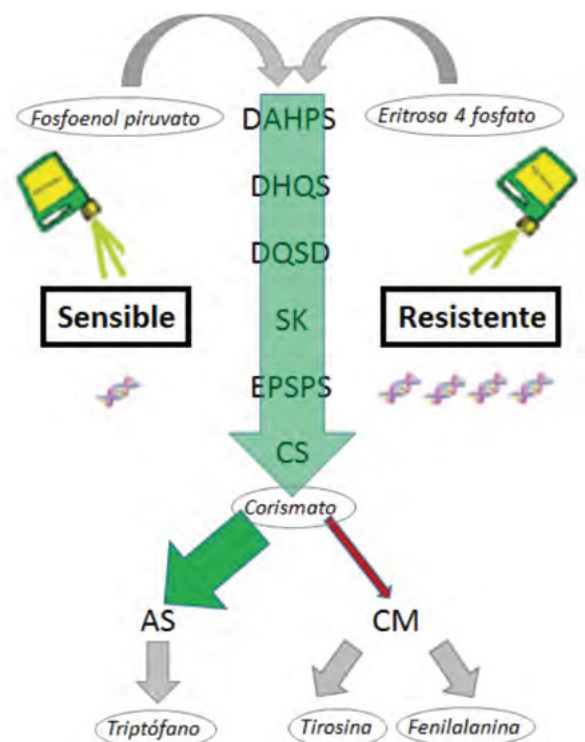 Fosfoenol piruvato
DAHPS
Eritrosa 4 fosfato
DHQS
DQSD
Sensible
SK
Resistente
EPSPS
CS
Corismato
AS
CM
Triptófano
Tirosina
Fenilalanina